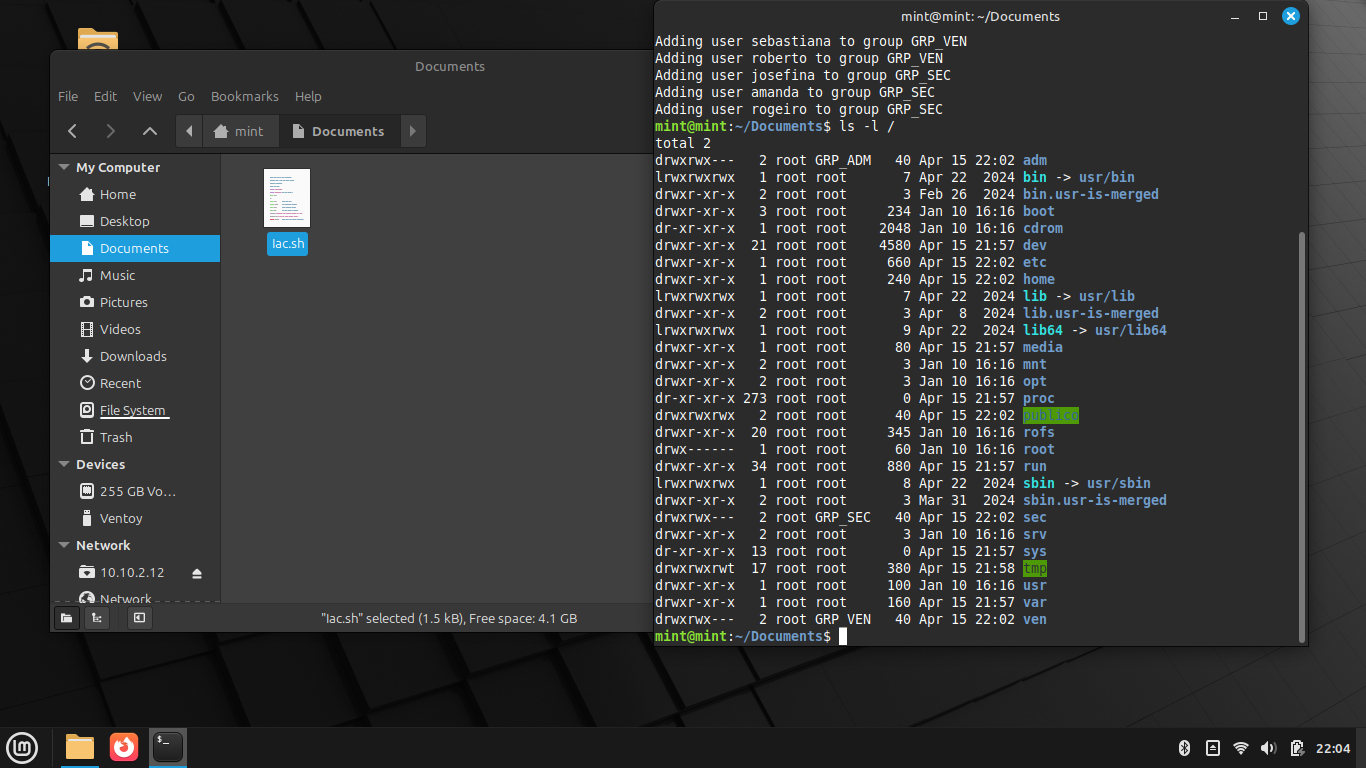 Documents
File Edit View Go Bookmarks Help
mint Documents
My Computer
Home
Desktop
Documents
Music
Pictures
Videos
Downloads
Recent
File System
Trash
Devices
255 GB Vo...
Ventoy
Network
10.10.2.12
Network
lac.sh
"lac.sh" selected (1.5 kB), Free space: 4.1 GB
mint@mint: ~/Documents
Adding user sebastiana to group GRP_VEN
Adding user roberto to group GRP_VEN
Adding user josefina to group GRP_SEC
Adding user amanda to group GRP_SEC
Adding user rogeiro to group GRP_SEC
mint@mint:~/Documents$ ls -l /
total 2
drwxrwx---   2 root GRP_ADM   40 Apr 15 22:02 adm
lrwxrwxrwx   1 root root       7 Apr 22  2024 bin -> usr/bin
drwxr-xr-x   2 root root       3 Feb 26  2024 bin.usr-is-merged
drwxr-xr-x   3 root root     234 Jan 10 16:16 boot
dr-xr-xr-x   1 root root    2048 Jan 10 16:16 cdrom
drwxr-xr-x  21 root root    4580 Apr 15 21:57 dev
drwxr-xr-x   1 root root     660 Apr 15 22:02 etc
drwxr-xr-x   1 root root     240 Apr 15 22:02 home
lrwxrwxrwx   1 root root       7 Apr 22  2024 lib -> usr/lib
drwxr-xr-x   2 root root       3 Apr  8  2024 lib.usr-is-merged
lrwxrwxrwx   1 root root       9 Apr 22  2024 lib64 -> usr/lib64
drwxr-xr-x   1 root root      80 Apr 15 21:57 media
drwxr-xr-x   2 root root       3 Jan 10 16:16 mnt
drwxr-xr-x   2 root root       3 Jan 10 16:16 opt
dr-xr-xr-x 273 root root       0 Apr 15 21:57 proc
drwxrwxrwx   2 root root      40 Apr 15 22:02 publico
drwxr-xr-x  20 root root     345 Jan 10 16:16 rofs
drwx------   1 root root      60 Jan 10 16:16 root
drwxr-xr-x  34 root root     880 Apr 15 21:57 run
lrwxrwxrwx   1 root root       8 Apr 22  2024 sbin -> usr/sbin
drwxr-xr-x   2 root root       3 Mar 31  2024 sbin.usr-is-merged
drwxrwx---   2 root GRP_SEC   40 Apr 15 22:02 sec
drwxr-xr-x   2 root root       3 Jan 10 16:16 srv
dr-xr-xr-x  13 root root       0 Apr 15 21:57 sys
drwxrwxrwt  17 root root     380 Apr 15 21:58 tmp
drwxr-xr-x   1 root root     100 Jan 10 16:16 usr
drwxr-xr-x   1 root root     160 Apr 15 21:57 var
drwxrwx---   2 root GRP_VEN   40 Apr 15 22:02 ven
mint@mint:~/Documents$
22:04